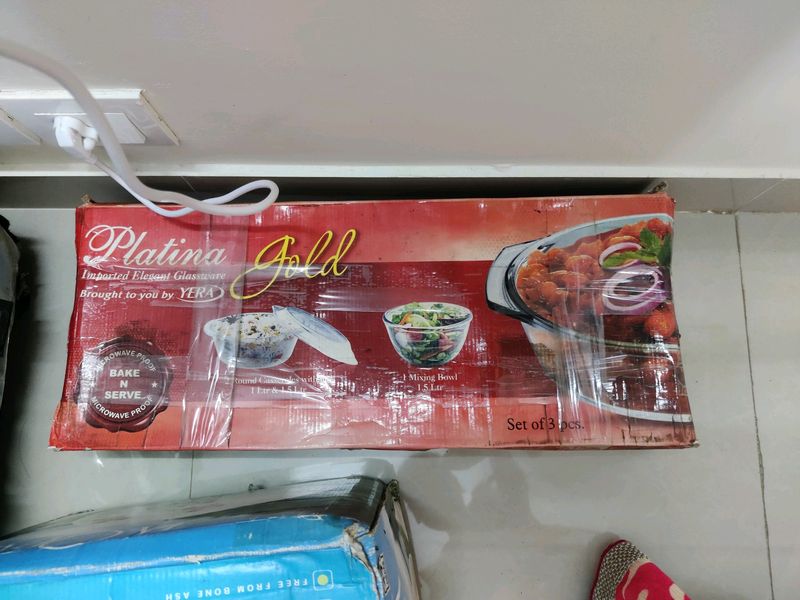 Platina
Gold
Imported Elegant Glassware
Brought to you by YERA
MICROWAVE PROOF
BAKE
N
SERVE
MICROWAVE PROOF
Round Casseroles with
1 Ltr & 1.5 Ltr
1 Mixing Bowl
1.5 Ltr
Set of 3 pcs.
FREE FROM BONE ASH